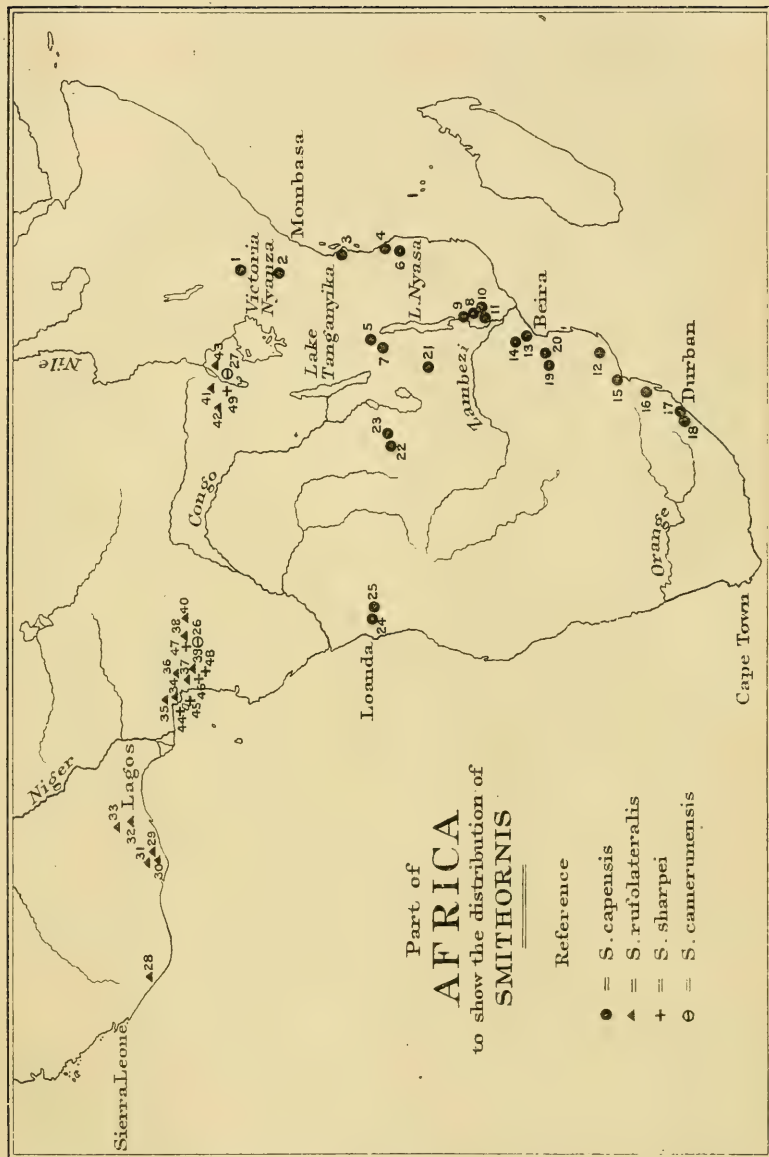 Part of
AFRICA
to show the distribution of
SMITHORNIS
Reference
= S. capensis
= S. rufolateralis
= S. sharpei
= S. camerunensis
Sierra Leone
Niger
Lagos
Congo
Nile
Victoria
Nyanza
Mombasa
Lake
Tanganyika
L. Nyasa
Loanda
Zambezi
Beira
Orange
Durban
Cape Town
28
33
32
31
29
30
35
34
36
44
37
45
46
39
47
38
40
26
48
41
42
43
49
27
1
2
3
4
6
5
7
9
8
10
11
21
23
22
24
25
14
13
19
20
12
15
16
17
18